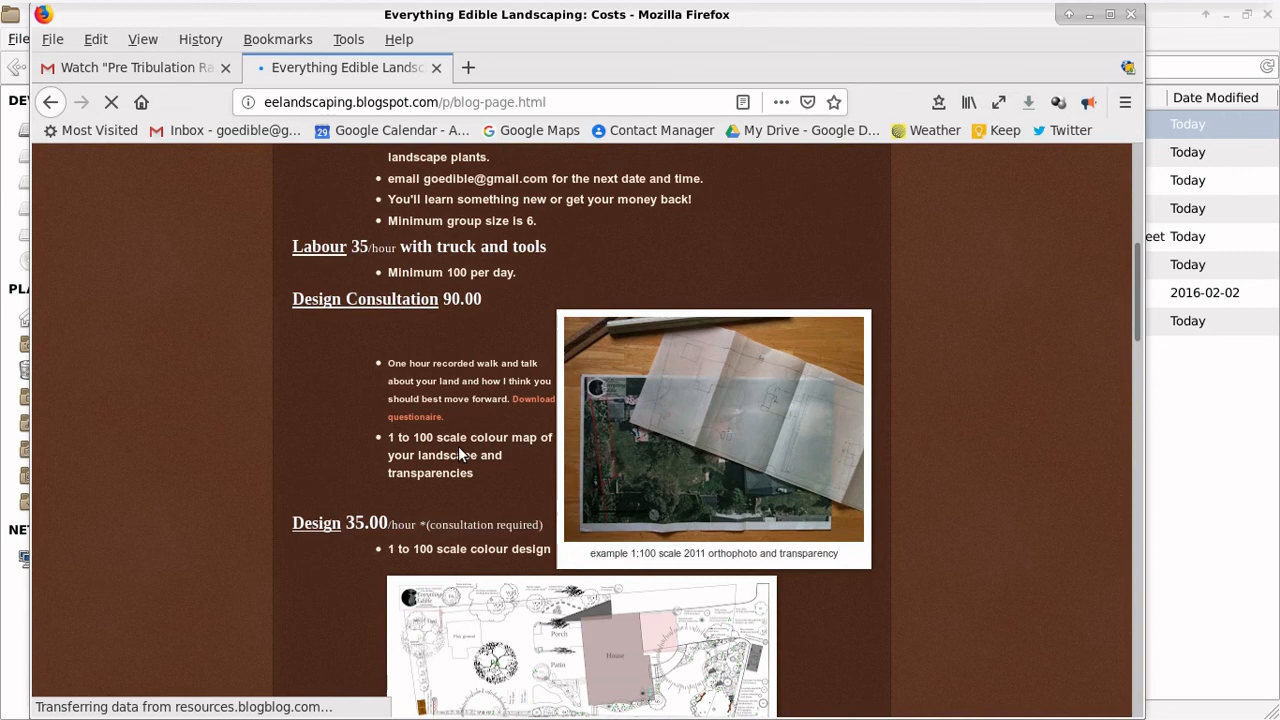 Everything Edible Landscaping: Costs - Mozilla Firefox
File Edit View History Bookmarks Tools Help
Watch "Pre Tribulation Ra
Everything Edible Landsc
eelandscaping.blogspot.com/p/blog-page.html
Most Visited
Inbox - goedible@g...
Google Calendar - A...
Google Maps
Contact Manager
My Drive - Google D...
Weather
Keep
Twitter
landscape plants.
email goedible@gmail.com for the next date and time.
You'll learn something new or get your money back!
Minimum group size is 6.
Labour 35/hour with truck and tools
Minimum 100 per day.
Design Consultation 90.00
One hour recorded walk and talk
about your land and how I think you
should best move forward. Download
questionaire.
1 to 100 scale colour map of
your landscape and
transparencies
Design 35.00/hour *(consultation required)
1 to 100 scale colour design
example 1:100 scale 2011 orthophoto and transparency
Play ground
Porch
Patio
House
Transferring data from resources.blogblog.com...
File
DE
PL
NE
Date Modified
Today
Today
Today
Today
eet Today
Today
2016-02-02
Today